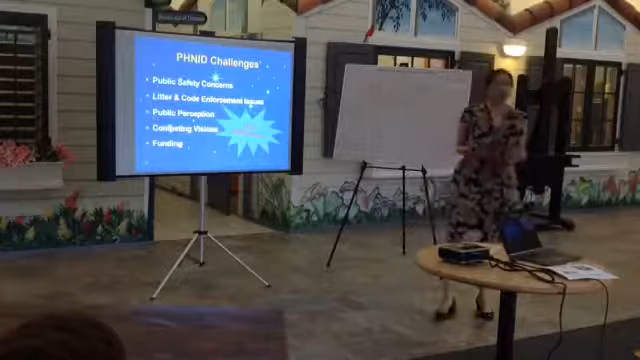 PHNID Challenges
• Public Safety Concerns
• Litter & Code Enforcement Issues
• Public Perception
• Competing Visions
• Funding